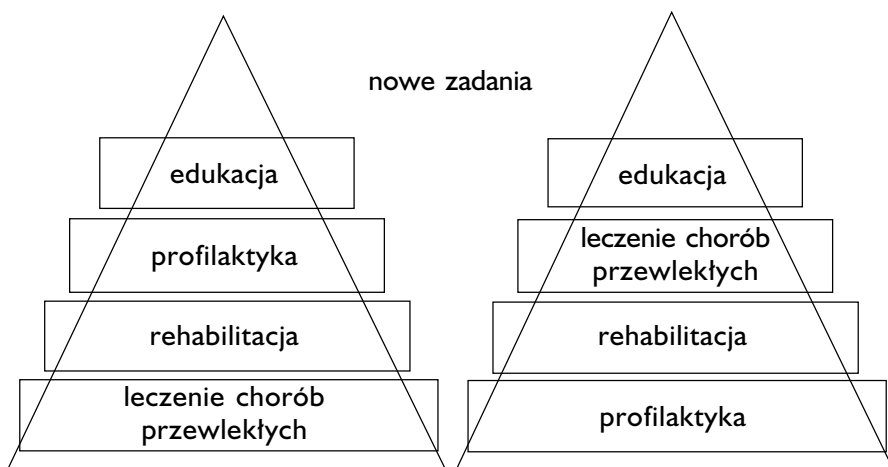 nowe zadania
edukacja
profilaktyka
rehabilitacja
leczenie chorób
przewlekłych
edukacja
leczenie chorób
przewlekłych
rehabilitacja
profilaktyka